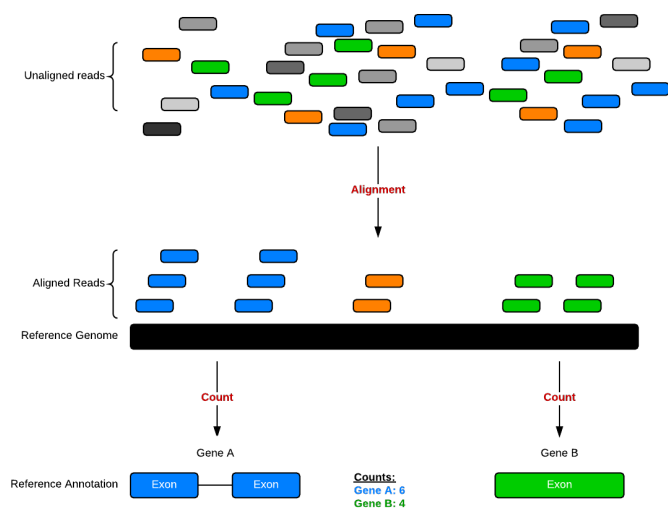 Unaligned reads
Alignment
Aligned Reads
Reference Genome
Count
Count
Gene A
Gene B
Reference Annotation
Exon
Exon
Counts:
Gene A: 6
Gene B: 4
Exon